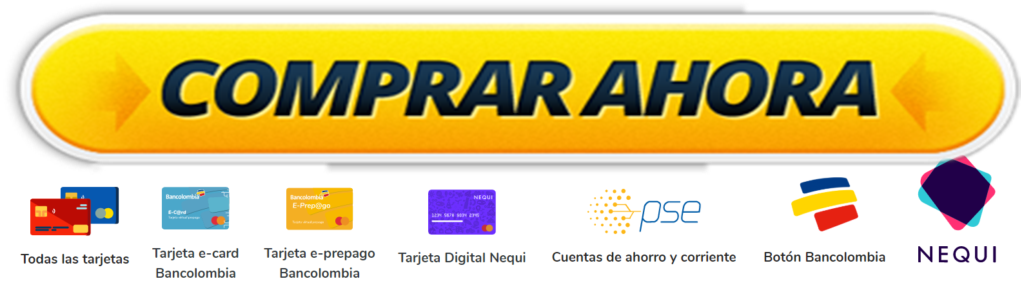 COMPRAR AHORA
Bancolombia
E-C@rd
Bancolombia
E-Prep@go
NEQUI
pse
NEQUI
Todas las tarjetas
Tarjeta e-card
Bancolombia
Tarjeta e-prepago
Bancolombia
Tarjeta Digital Nequi
Cuentas de ahorro y corriente
Botón Bancolombia